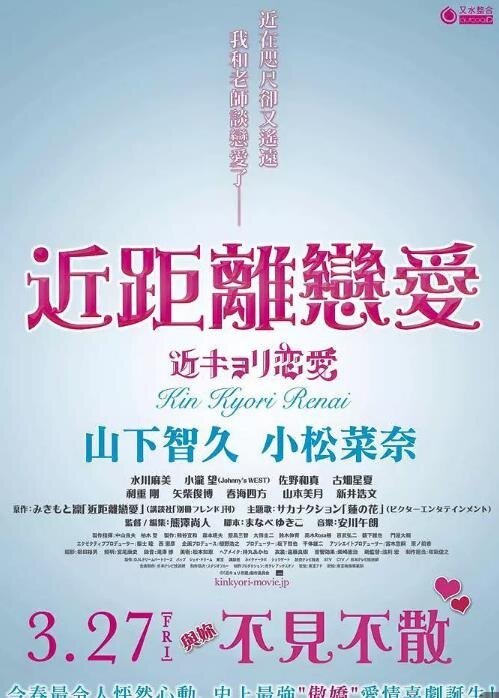 又水整合
近在咫尺卻又遙遠
我和老師談戀愛了——
近距離戀愛
近キョリ恋愛
Kin Kyori Renai
山下智久 小松菜奈
水川麻美 小瀧 望(Johnny's WEST) 佐野和真 古畑星夏
利重 剛 矢柴俊博 春海四方 山本美月 新井浩文
原作：みきもと凜「近距離戀愛」(講談社「別冊フレンド」刊) 主題歌：サカナクション「蓮の花」(ビクターエンタテインメント)
監督/編集：熊澤尚人 腳本：まなべゆきこ 音樂：安川午朗
kinkyori-movie.jp
3.27 [FRI] 與妳 不見不散
今春最令人怦然心動，史上最強"傲嬌"愛情喜劇誕生！